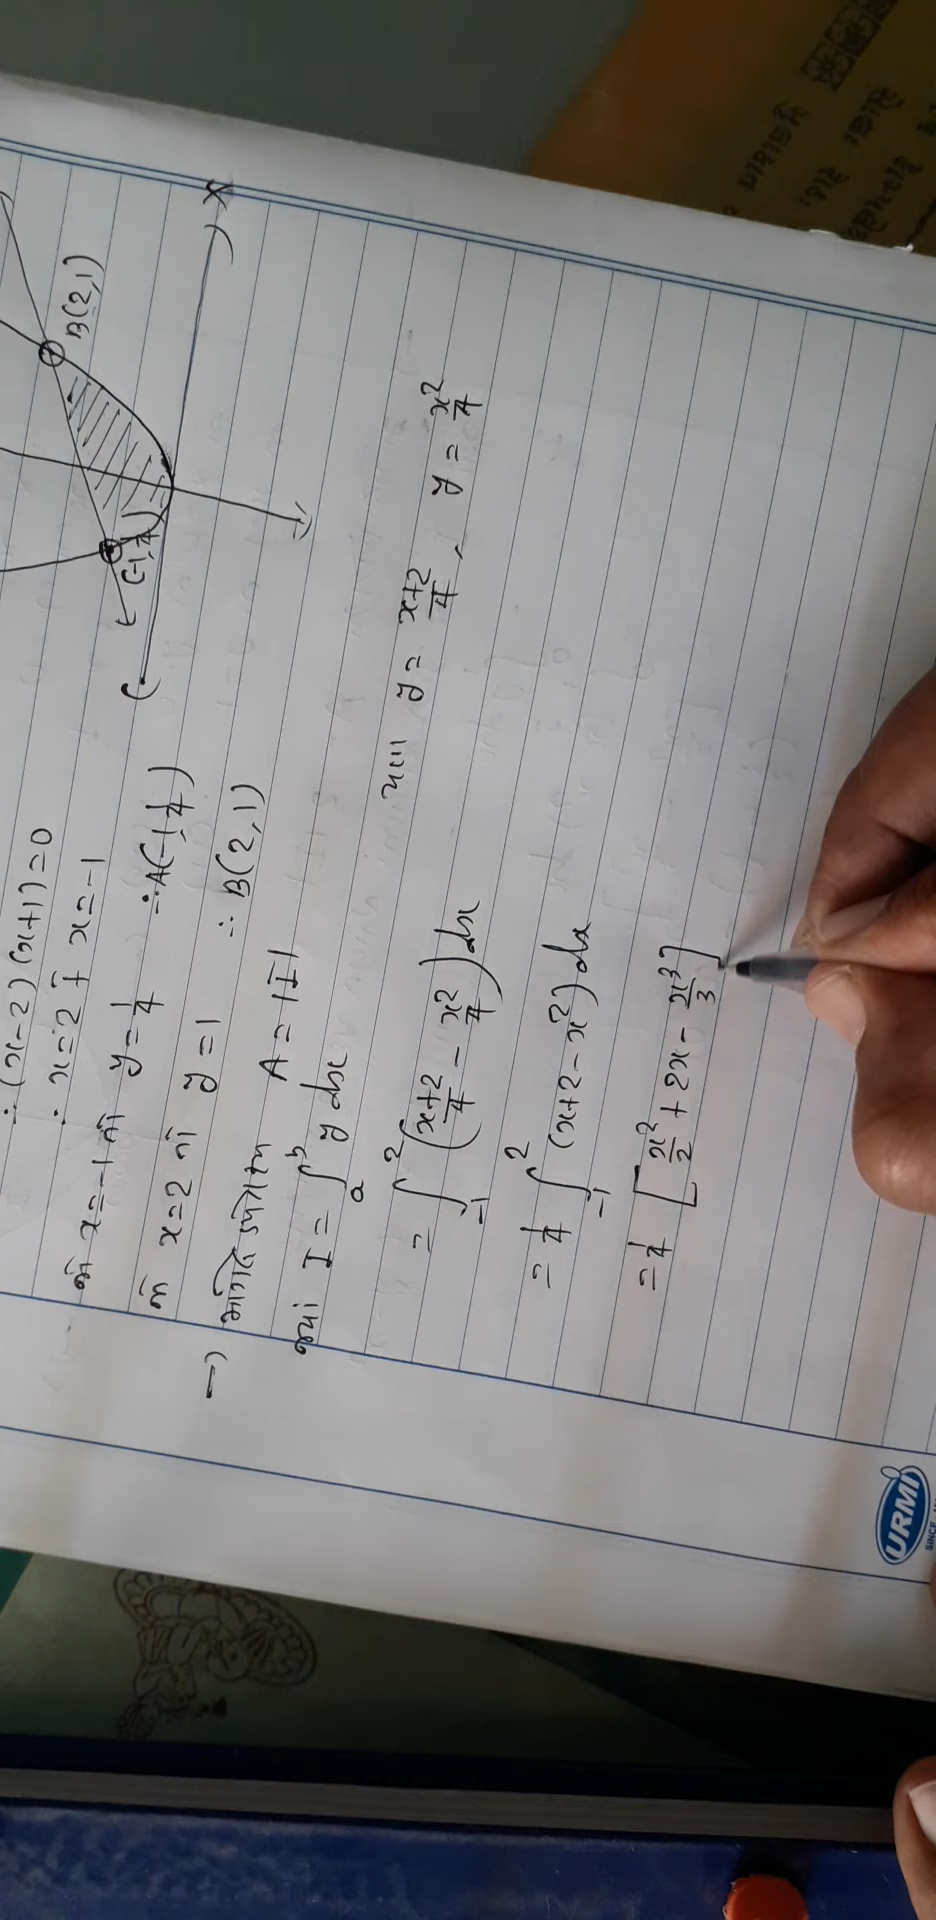 ∴ (x-2)(x+1)=0
∴ x=2, x=-1
જો x=-1 તો y=1/4 ∴ A(-1, 1/4)
જો x=2 તો y=1 ∴ B(2,1)
B(2,1)
(-1, 1/4)
X
→ A=|I|
જ્યાં I = ∫_a^b y dx
= ∫_{-1}^{2} ((x+2)/4 - x²/4) dx
y = (x+2)/4, y = x²/4
= 1/4 ∫_{-1}^{2} (x+2-x²) dx
= 1/4 [x²/2 + 2x - x³/3]
URMI
SINCE